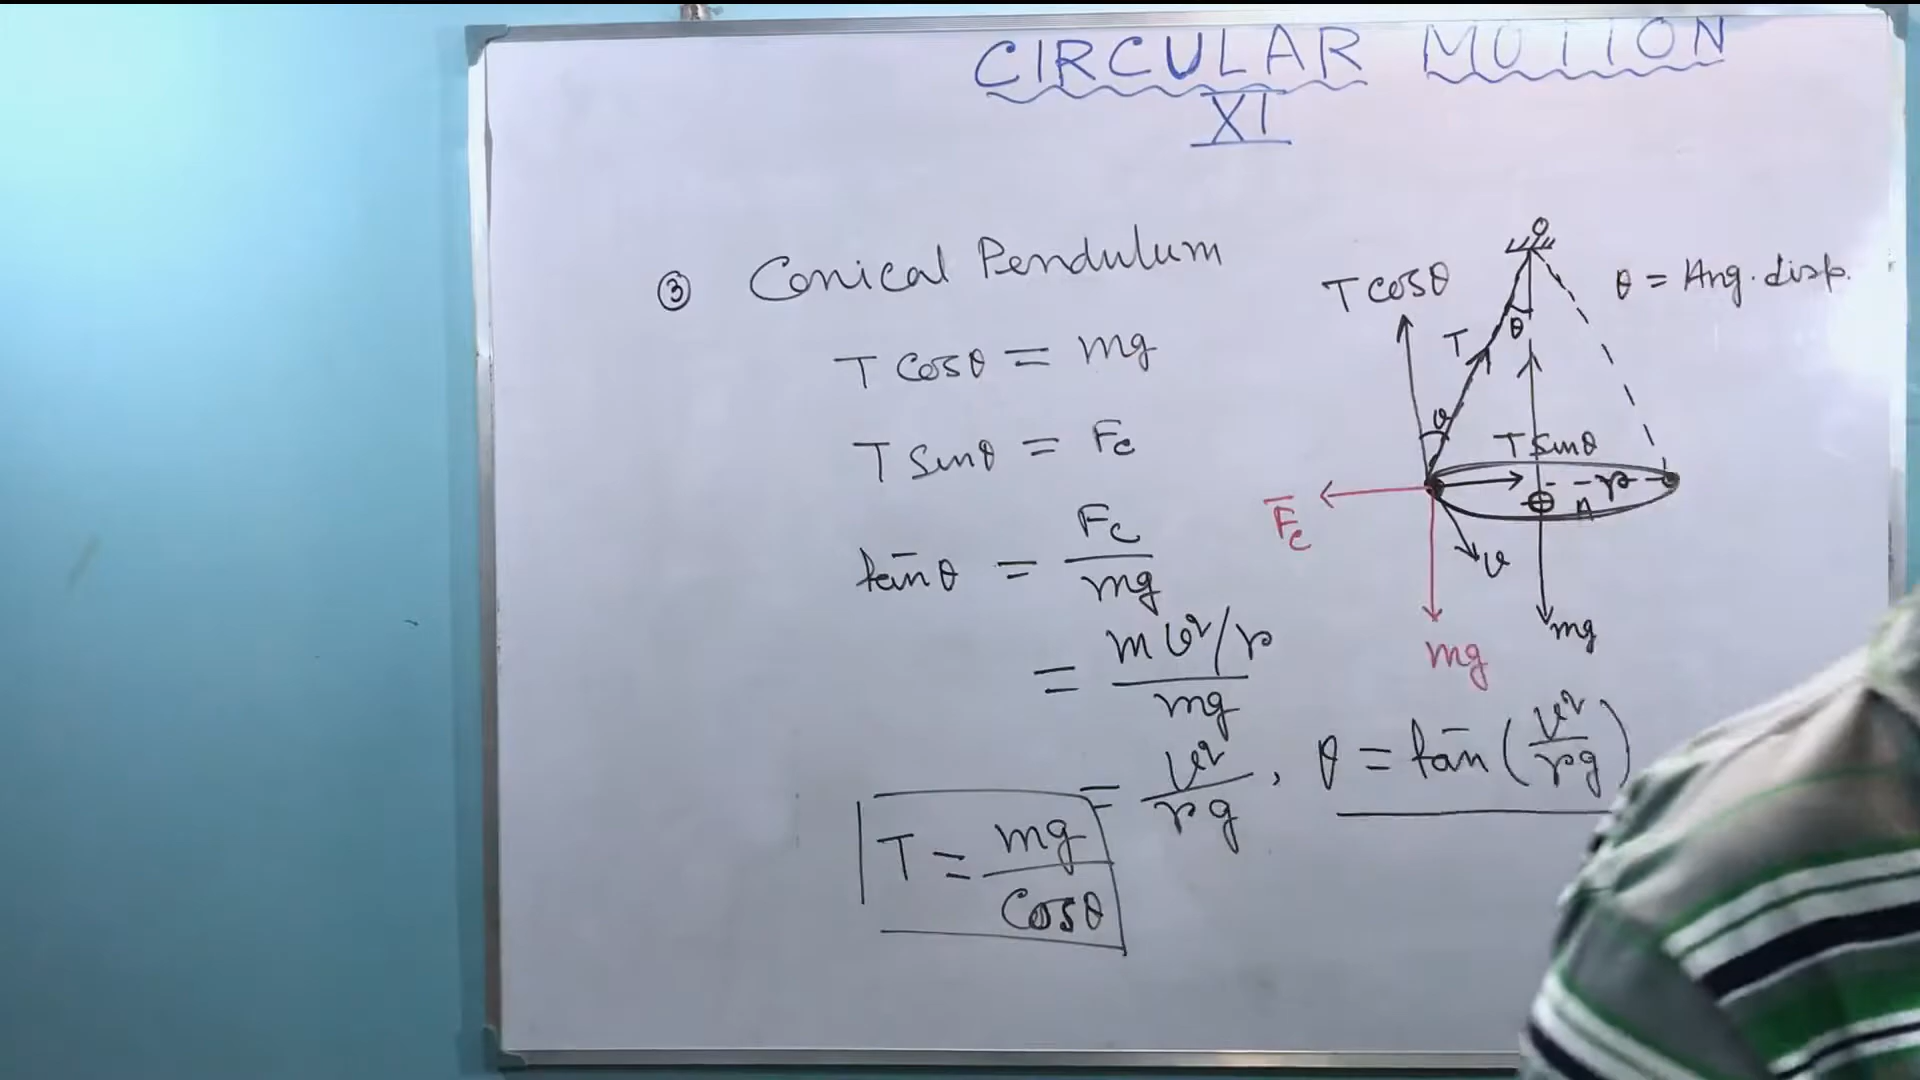 CIRCULAR MOTION
XI
③ Conical Pendulum
T cosθ = mg
T sinθ = Fc
tanθ = Fc/mg
= mv²/r / mg
= v²/rg, θ = tan⁻ (v²/rg)
T = mg/cosθ
O
T cosθ
θ = Ang. disp.
θ
T
θ
T sinθ
r
A
Fc
v
mg
mg